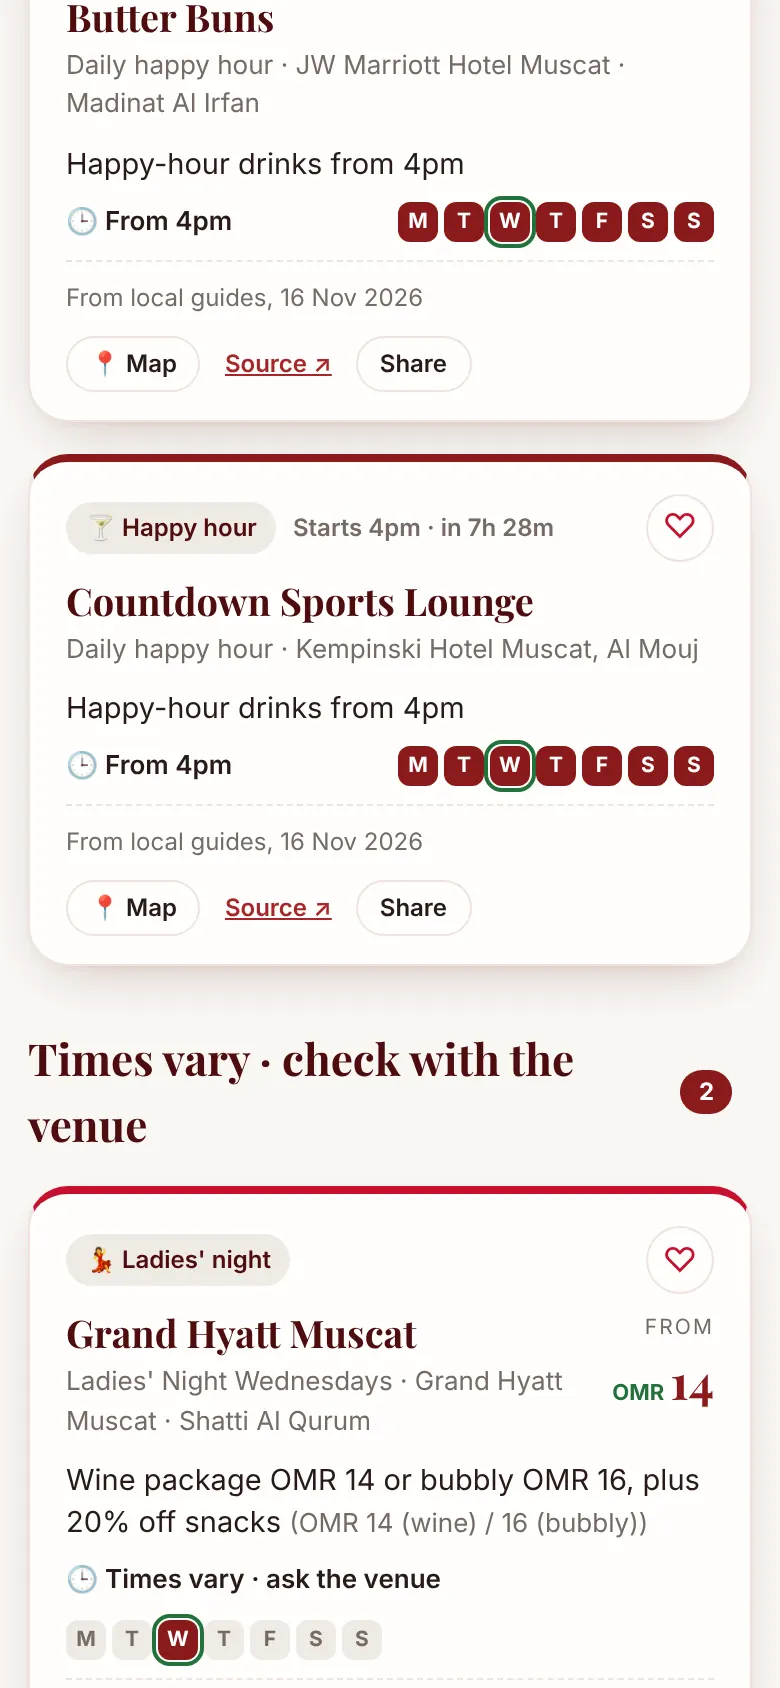 Butter Buns
Daily happy hour · JW Marriott Hotel Muscat ·
Madinat Al Irfan
Happy-hour drinks from 4pm
🕒 From 4pm M T W T F S S
From local guides, 16 Nov 2026
📍 Map Source ↗ Share
🍸 Happy hour Starts 4pm · in 7h 28m
Countdown Sports Lounge
Daily happy hour · Kempinski Hotel Muscat, Al Mouj
Happy-hour drinks from 4pm
🕒 From 4pm M T W T F S S
From local guides, 16 Nov 2026
📍 Map Source ↗ Share
Times vary · check with the
venue
2
💃 Ladies' night
Grand Hyatt Muscat
FROM
OMR 14
Ladies' Night Wednesdays · Grand Hyatt
Muscat · Shatti Al Qurum
Wine package OMR 14 or bubbly OMR 16, plus
20% off snacks (OMR 14 (wine) / 16 (bubbly))
🕒 Times vary · ask the venue
M T W T F S S